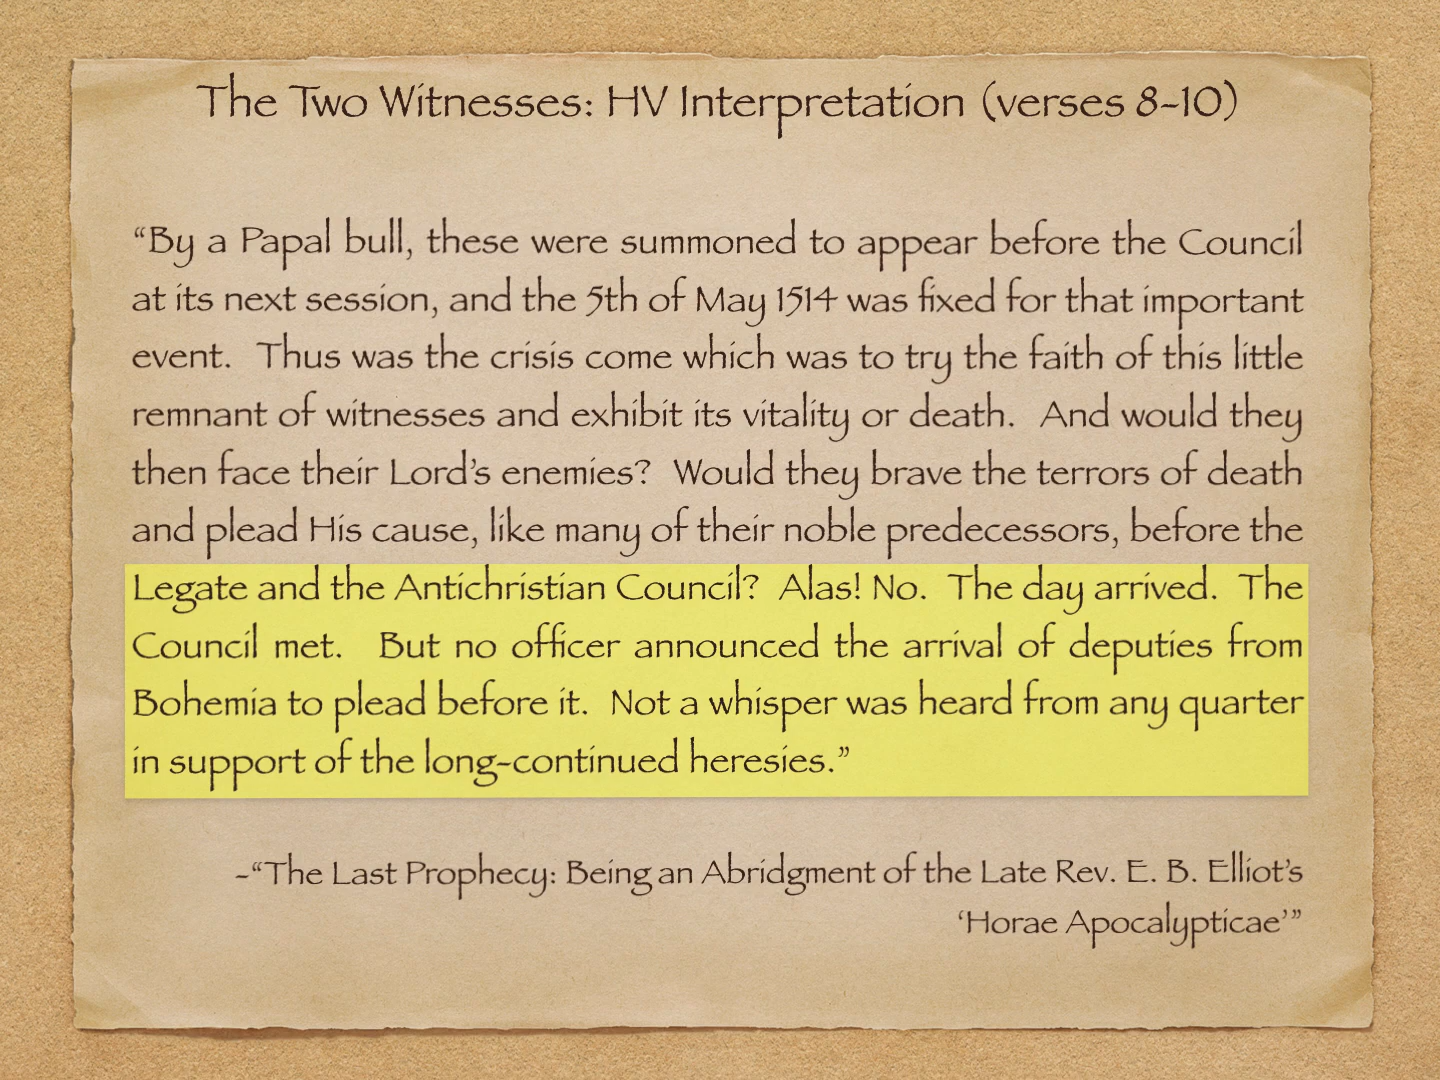 The Two Witnesses: HV Interpretation (verses 8-10)
“By a Papal bull, these were summoned to appear before the Council
at its next session, and the 5th of May 1514 was fixed for that important
event. Thus was the crisis come which was to try the faith of this little
remnant of witnesses and exhibit its vitality or death. And would they
then face their Lord’s enemies? Would they brave the terrors of death
and plead His cause, like many of their noble predecessors, before the
Legate and the Antichristian Council? Alas! No. The day arrived. The
Council met. But no officer announced the arrival of deputies from
Bohemia to plead before it. Not a whisper was heard from any quarter
in support of the long-continued heresies.”
-“The Last Prophecy: Being an Abridgment of the Late Rev. E. B. Elliot’s
‘Horae Apocalypticae’”